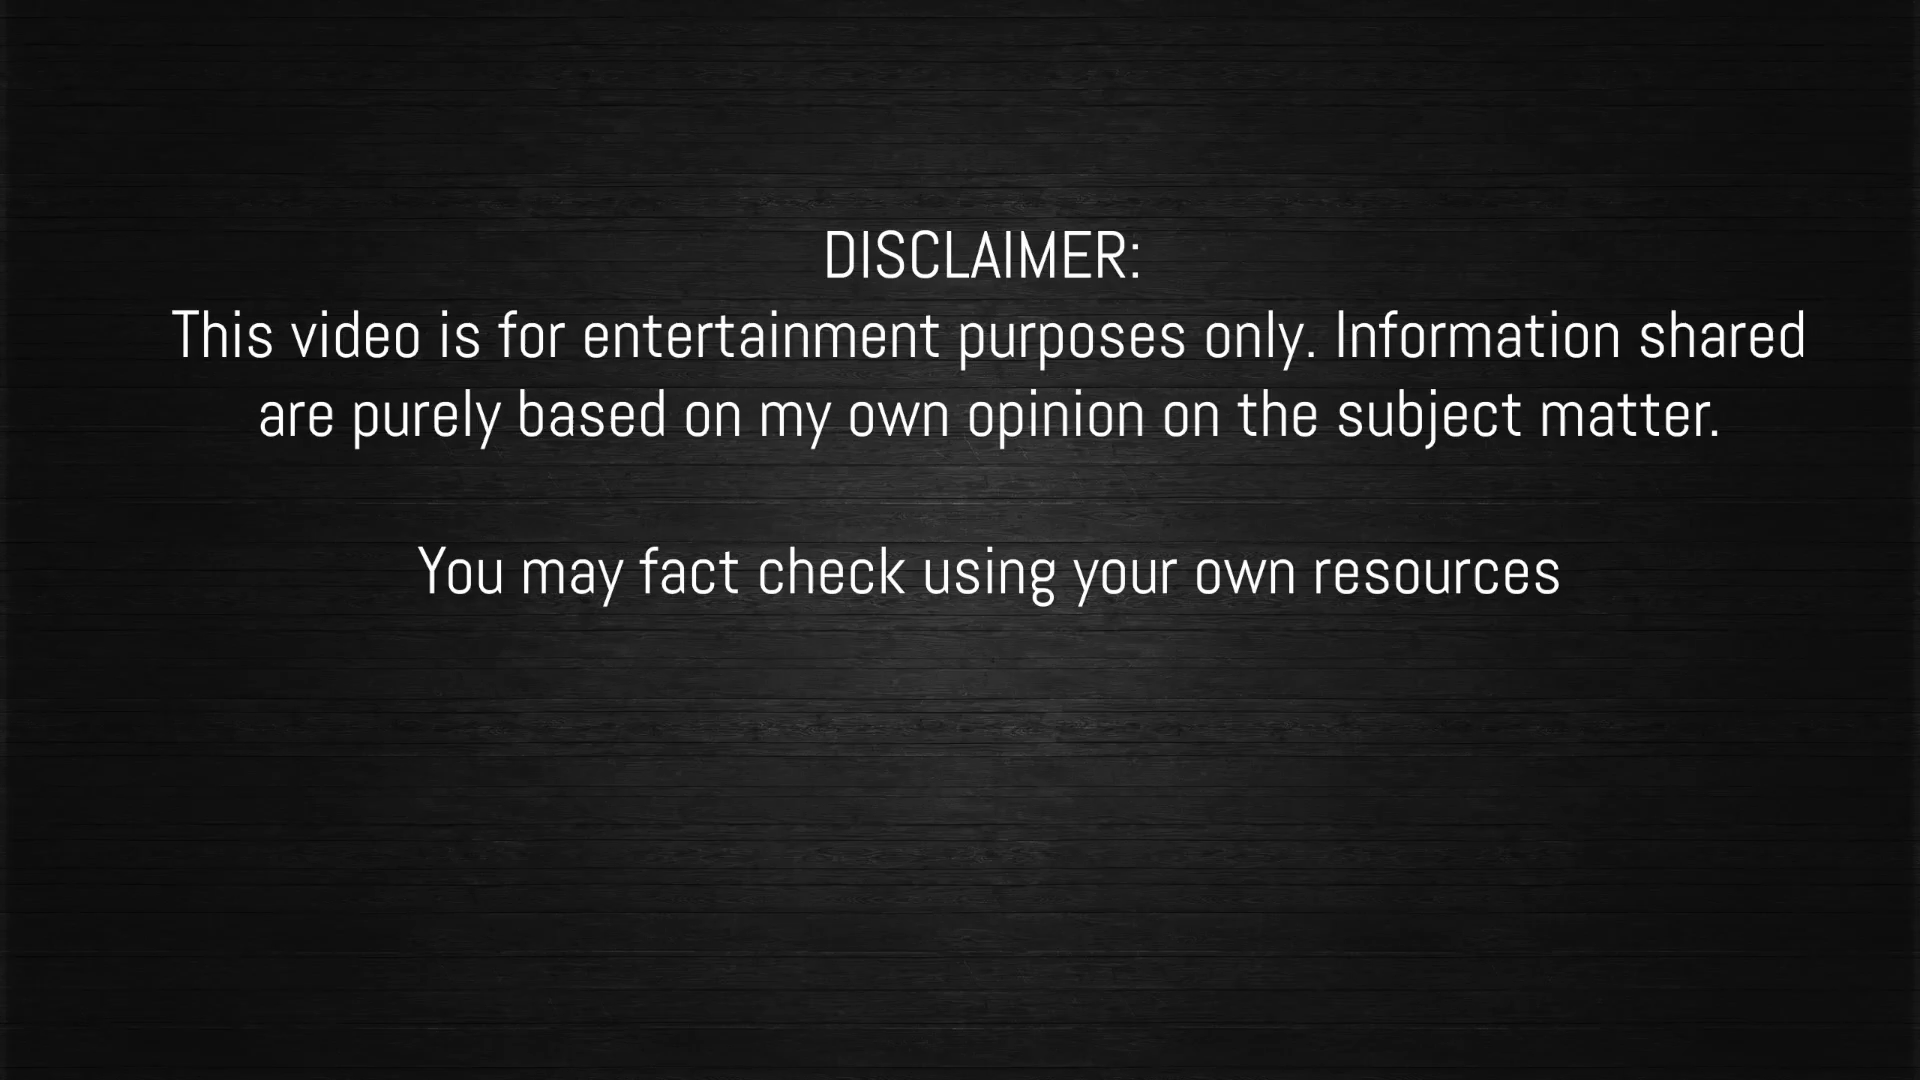 DISCLAIMER:
This video is for entertainment purposes only. Information shared
are purely based on my own opinion on the subject matter.
You may fact check using your own resources